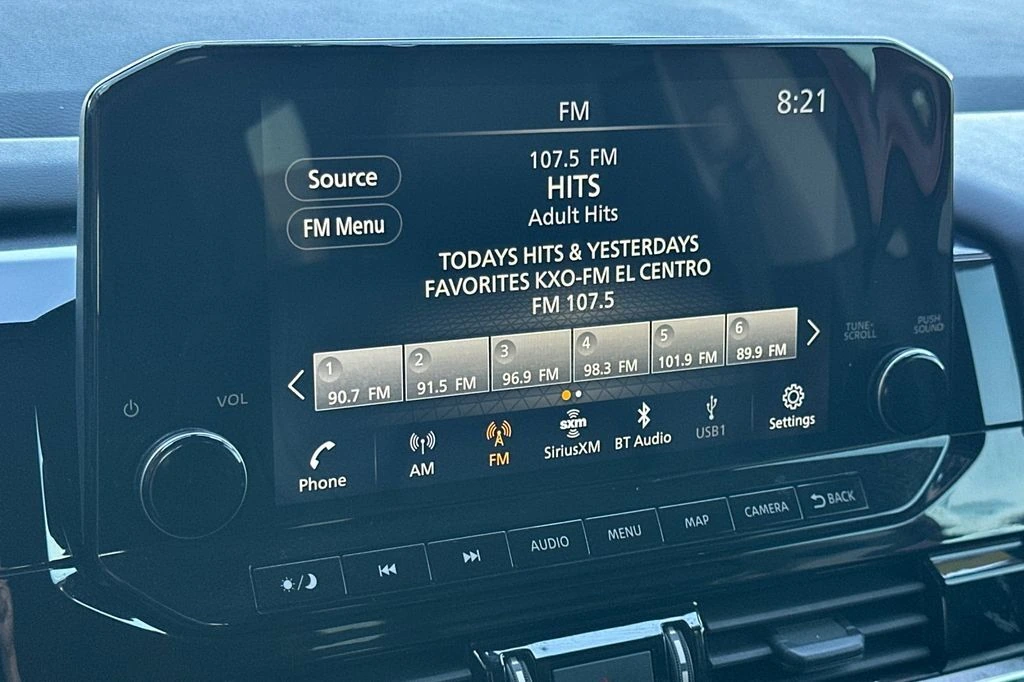 FM
8:21
Source
FM Menu
107.5 FM
HITS
Adult Hits
TODAYS HITS & YESTERDAYS
FAVORITES KXO-FM EL CENTRO
FM 107.5
1
90.7 FM
2
91.5 FM
3
96.9 FM
4
98.3 FM
5
101.9 FM
6
89.9 FM
Phone
AM
FM
sxm
SiriusXM
BT Audio
USB1
Settings
VOL
TUNE-
SCROLL
PUSH
SOUND
AUDIO
MENU
MAP
CAMERA
BACK